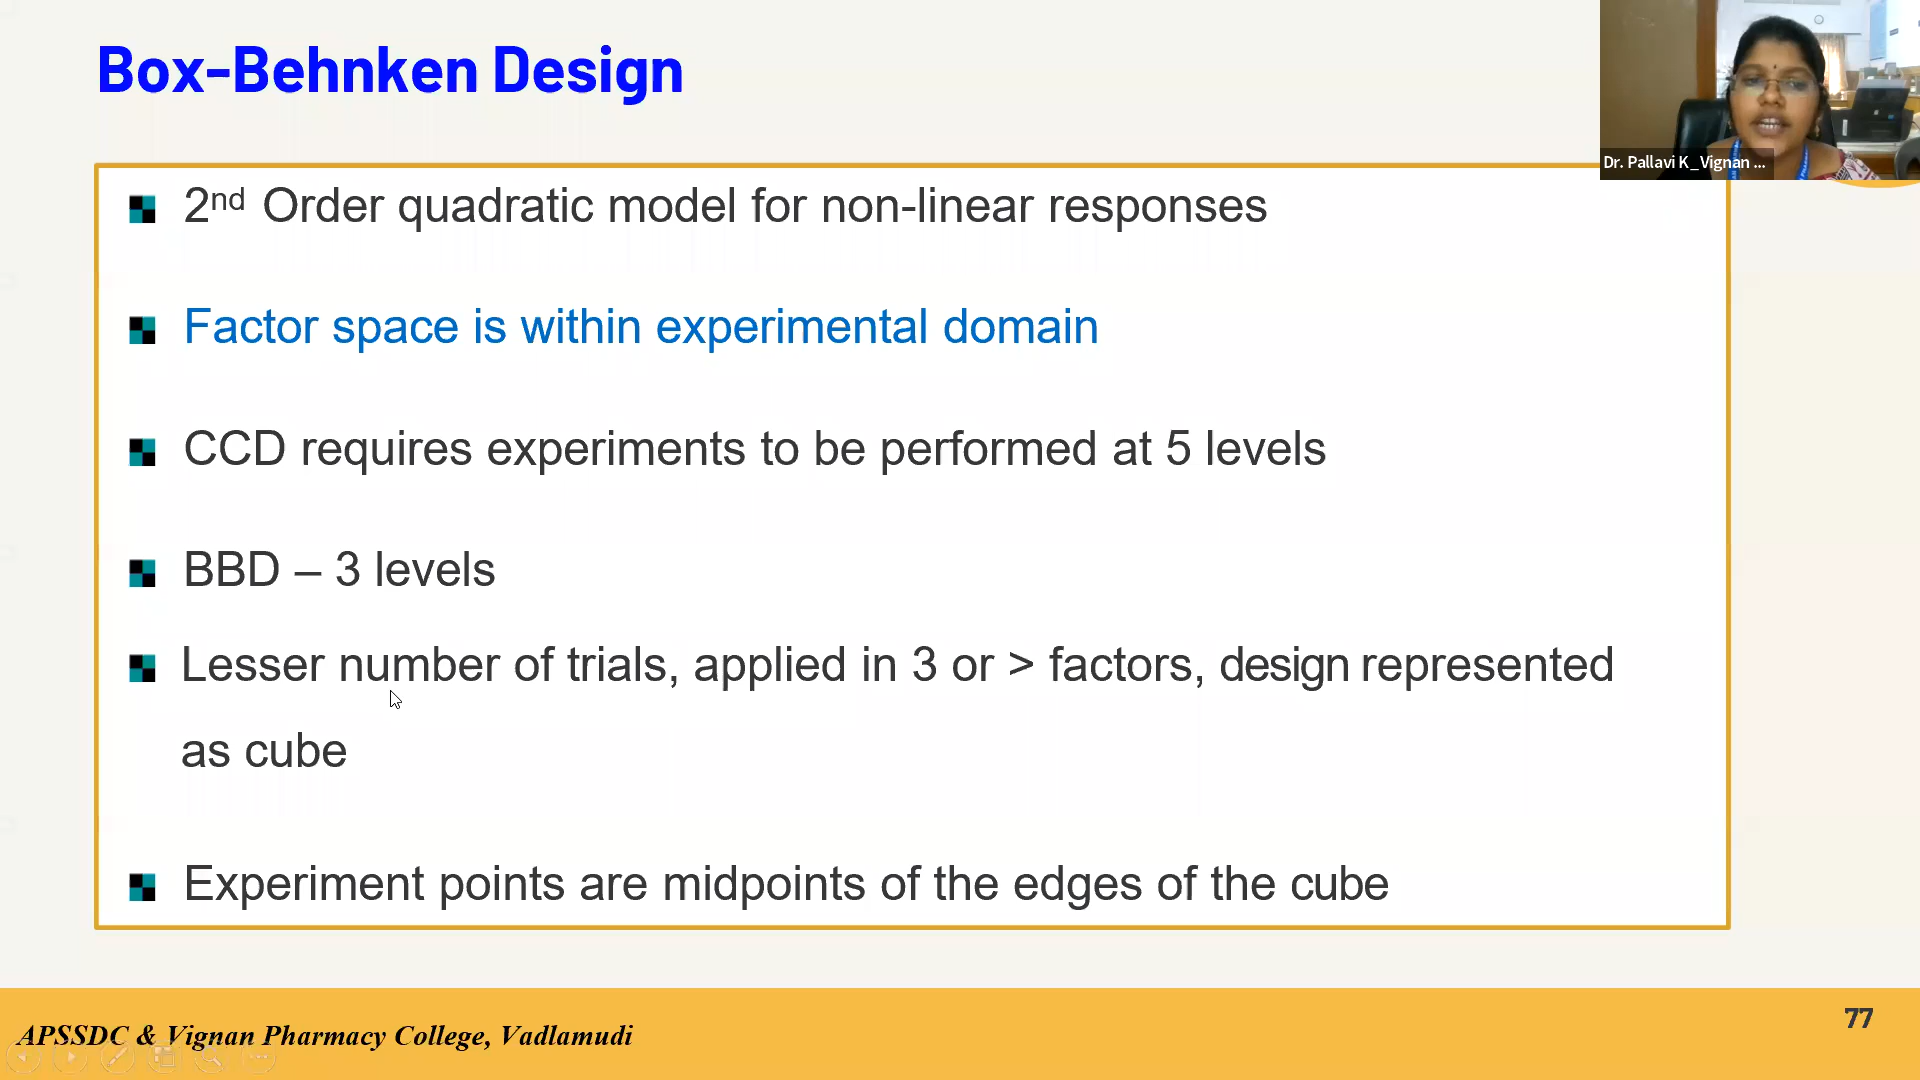 Box-Behnken Design
2nd Order quadratic model for non-linear responses
Factor space is within experimental domain
CCD requires experiments to be performed at 5 levels
BBD – 3 levels
Lesser number of trials, applied in 3 or > factors, design represented
as cube
Experiment points are midpoints of the edges of the cube
Dr. Pallavi K_Vignan ...
APSSDC & Vignan Pharmacy College, Vadlamudi
77